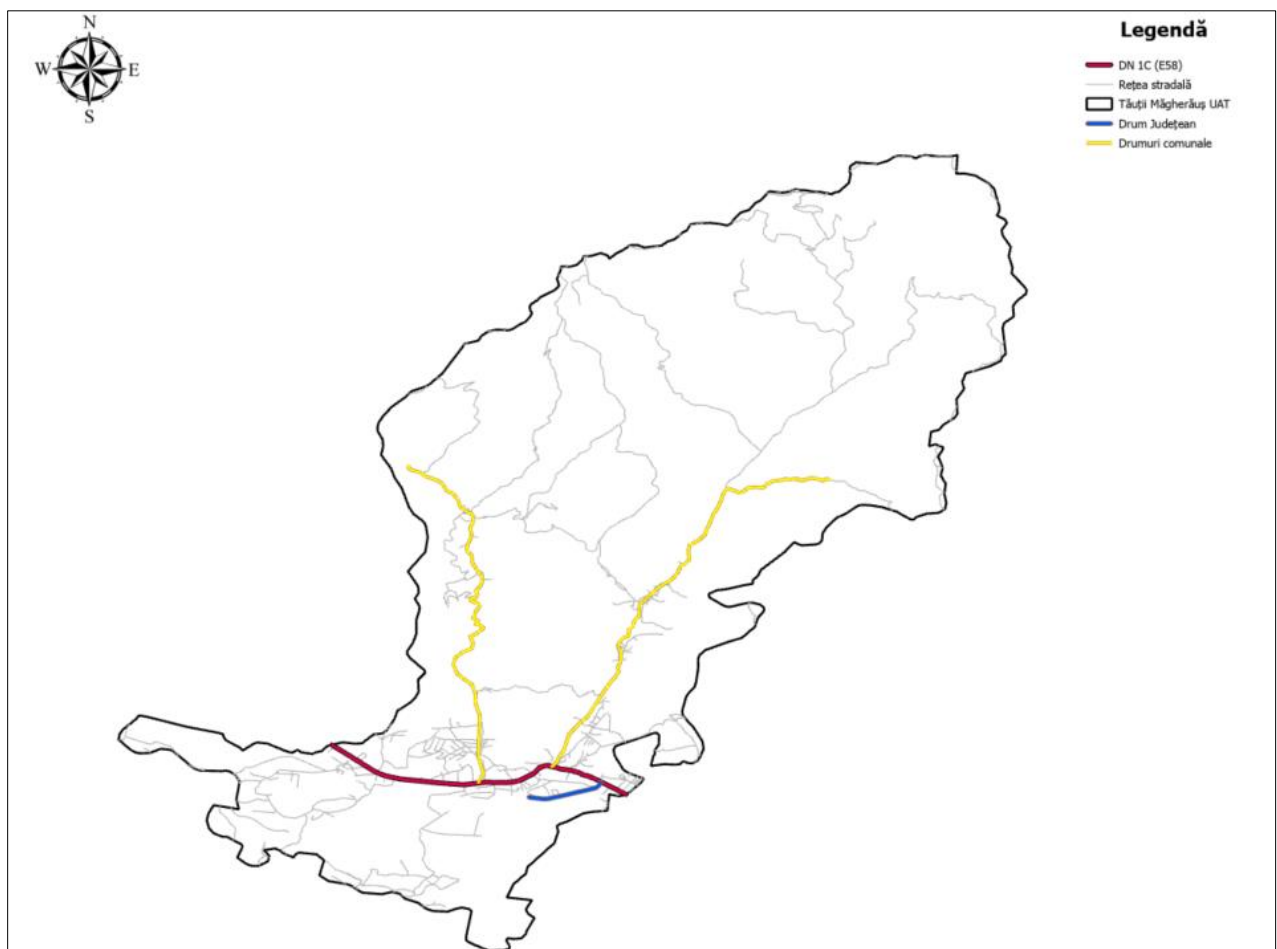 N
W E
S
Legendă
DN 1C (E58)
Rețea stradală
Tăuții Măgherăuș UAT
Drum Județean
Drumuri comunale